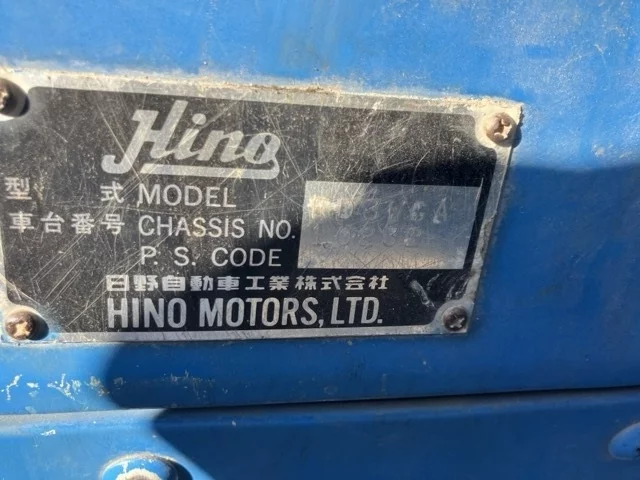 Hino
型式 MODEL
車台番号 CHASSIS NO.
P. S. CODE
日野自動車工業株式会社
HINO MOTORS, LTD.